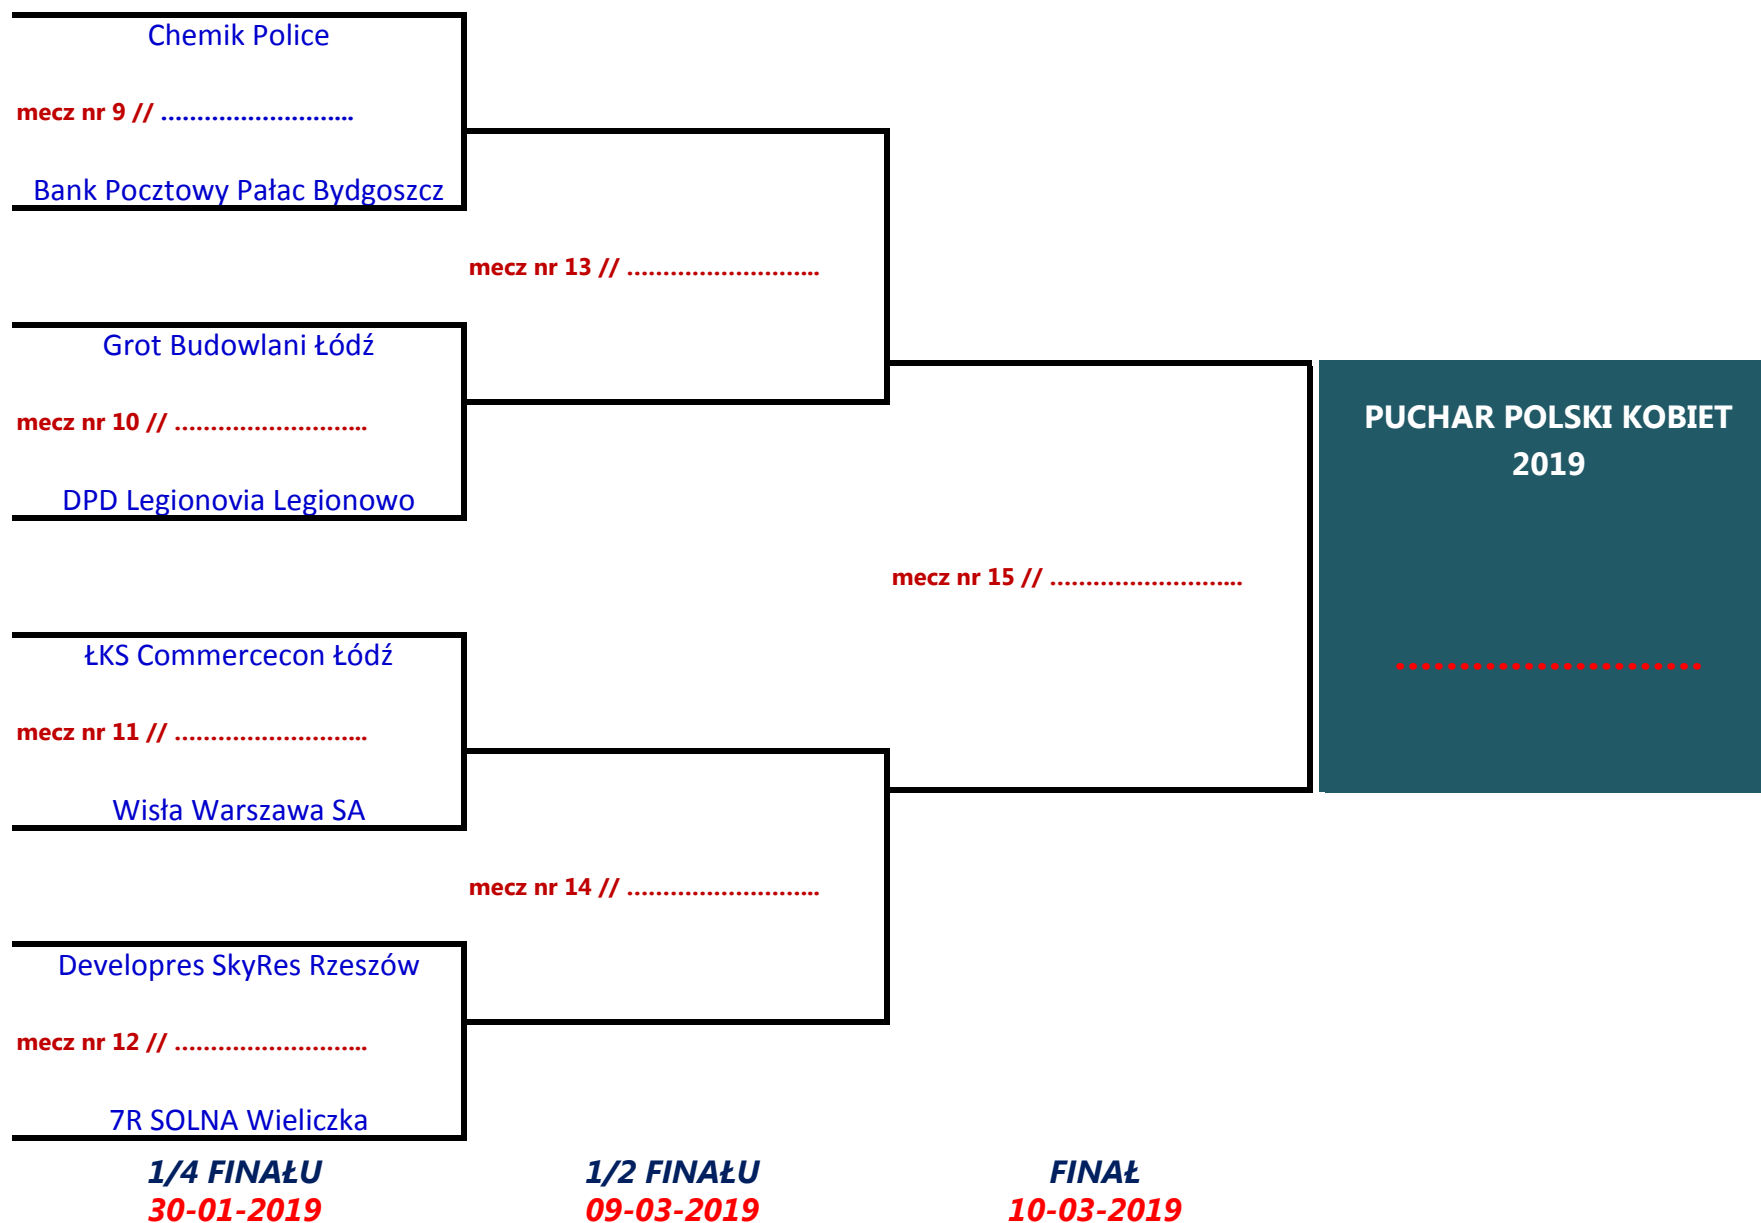 Chemik Police
mecz nr 9 // ………………………..
Bank Pocztowy Pałac Bydgoszcz
mecz nr 13 // ………………………..
Grot Budowlani Łódź
mecz nr 10 // ………………………..
DPD Legionovia Legionowo
PUCHAR POLSKI KOBIET
2019
mecz nr 15 // ………………………..
……………………
ŁKS Commercecon Łódź
mecz nr 11 // ………………………..
Wisła Warszawa SA
mecz nr 14 // ………………………..
Developres SkyRes Rzeszów
mecz nr 12 // ………………………..
7R SOLNA Wieliczka
1/4 FINAŁU
30-01-2019
1/2 FINAŁU
09-03-2019
FINAŁ
10-03-2019